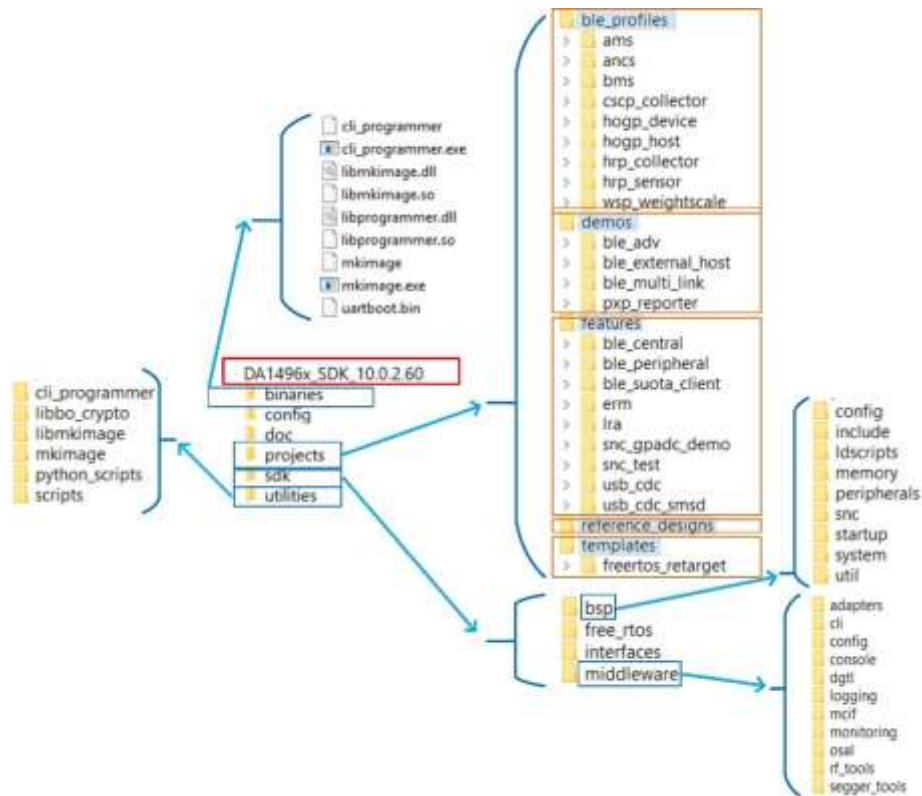 ble_profiles
ams
ancs
bms
cscp_collector
hogp_device
hogp_host
hrp_collector
hrp_sensor
wsp_weightscale
demos
ble_adv
ble_external_host
ble_multi_link
pxp_reporter
features
ble_central
ble_peripheral
ble_suota_client
erm
lra
snc_gpadc_demo
snc_test
usb_cdc
usb_cdc_smsd
reference_designs
templates
freertos_retarget
cli_programmer
cli_programmer.exe
libmkimage.dll
libmkimage.so
libprogrammer.dll
libprogrammer.so
mkimage
mkimage.exe
uartboot.bin
DA1496x_SDK_10.0.2.60
binaries
config
doc
projects
sdk
utilities
cli_programmer
libbo_crypto
libmkimage
mkimage
python_scripts
scripts
bsp
free_rtos
interfaces
middleware
config
include
ldscripts
memory
peripherals
snc
startup
system
util
adapters
cli
config
console
dgtl
logging
mcif
monitoring
osal
rf_tools
segger_tools